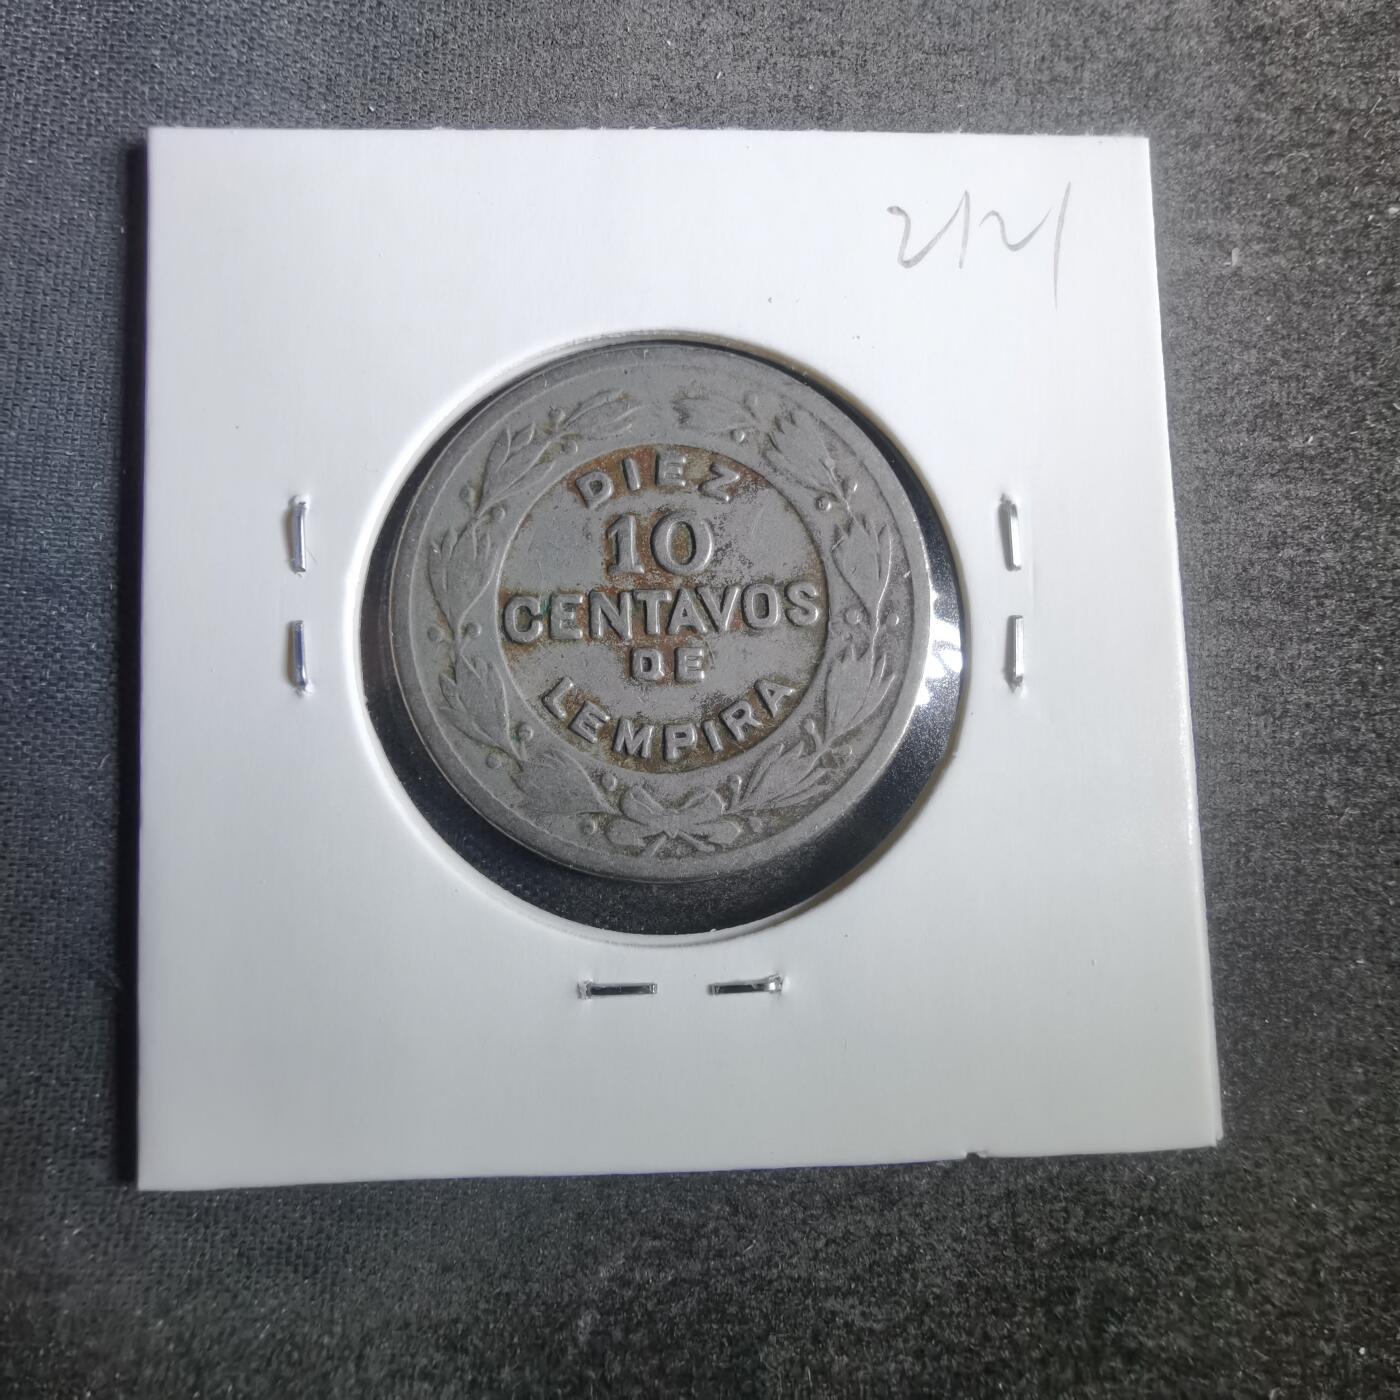 2121
DIEZ
10
CENTAVOS
DE
LEMPIRA